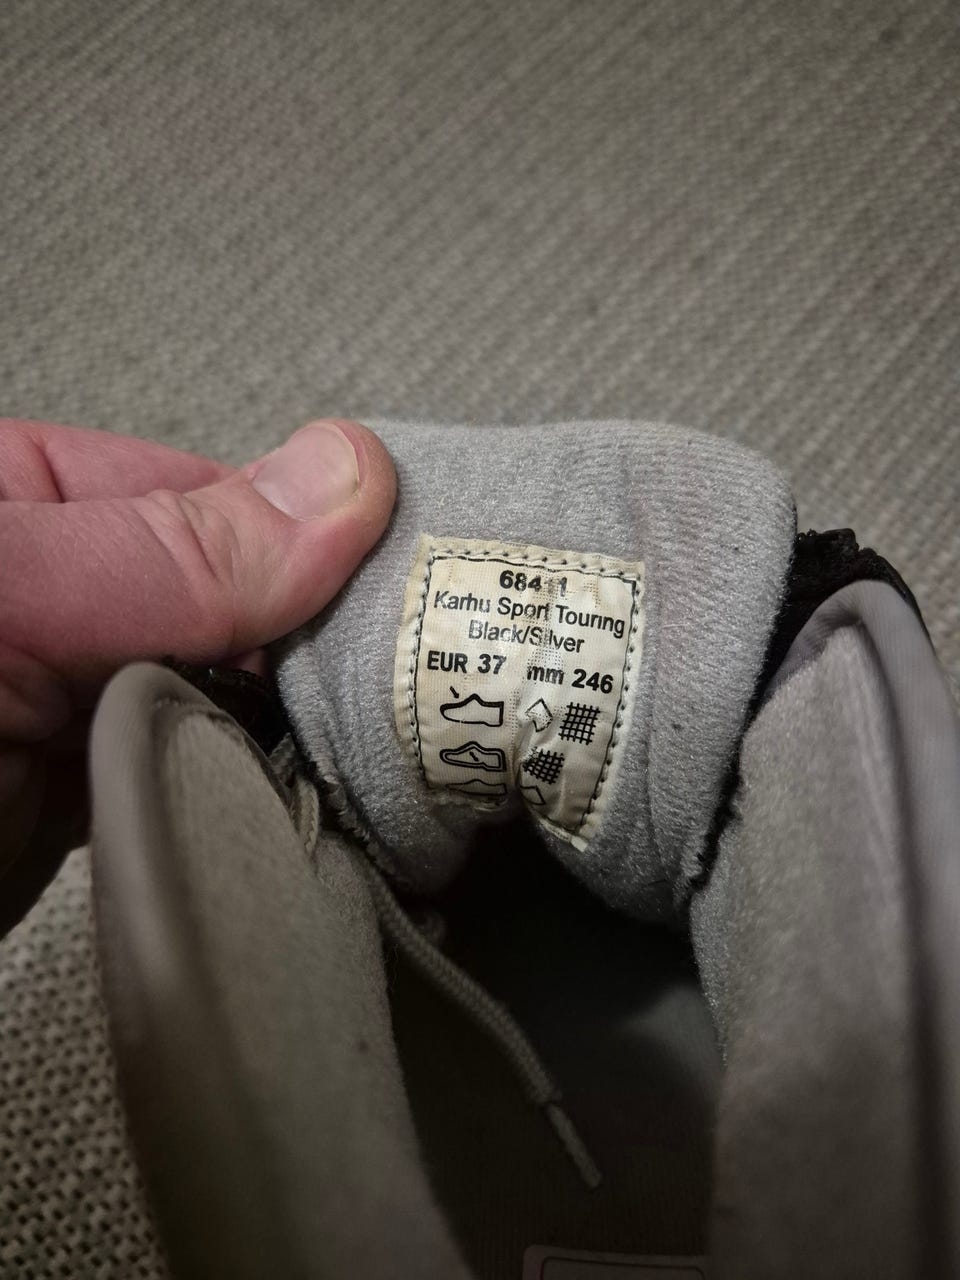 Karhu Sport Touring
Black/Silver
EUR 37 mm 246